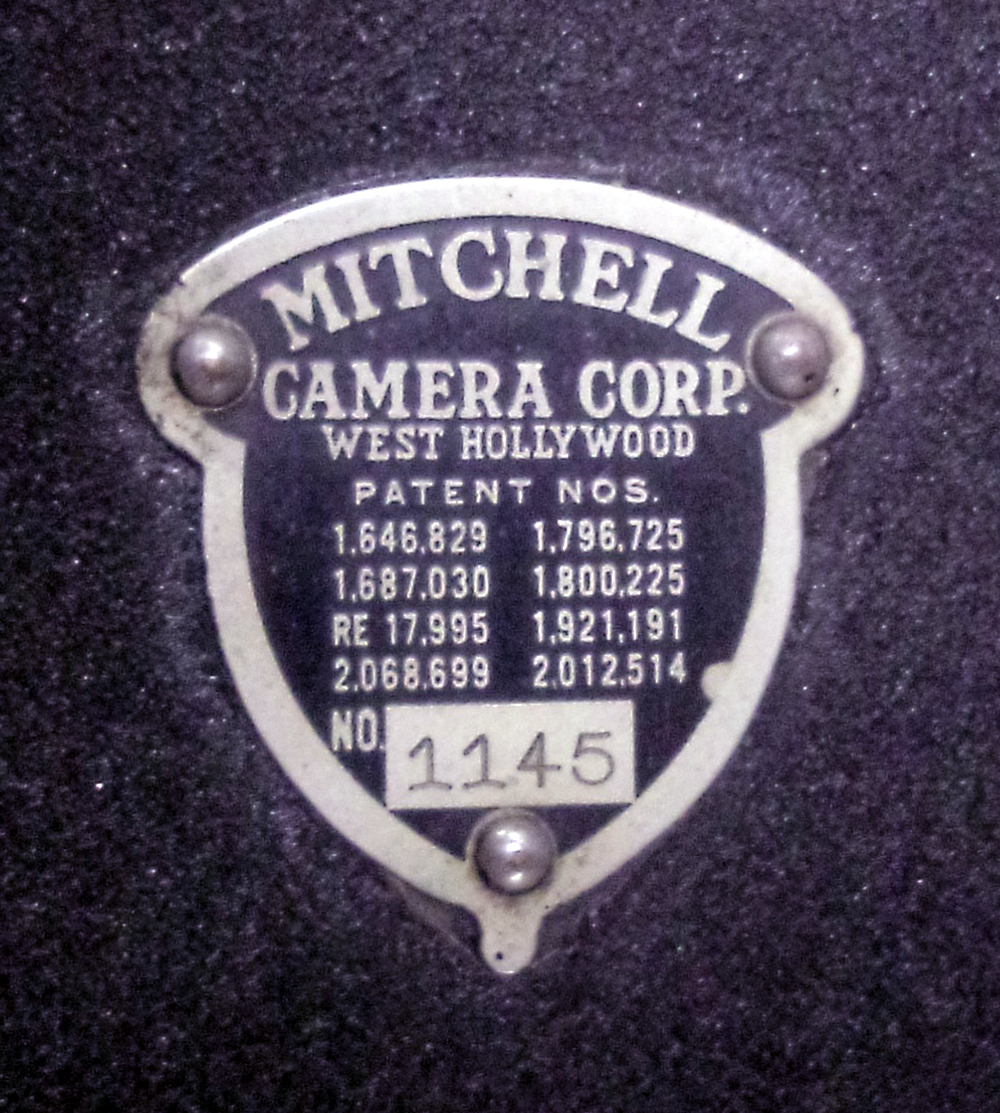 MITCHELL
CAMERA CORP.
WEST HOLLYWOOD
PATENT NOS.
1,646,829 1,796,725
1,687,030 1,800,225
RE 17,995 1,921,191
2,068,699 2,012,514
NO. 1145